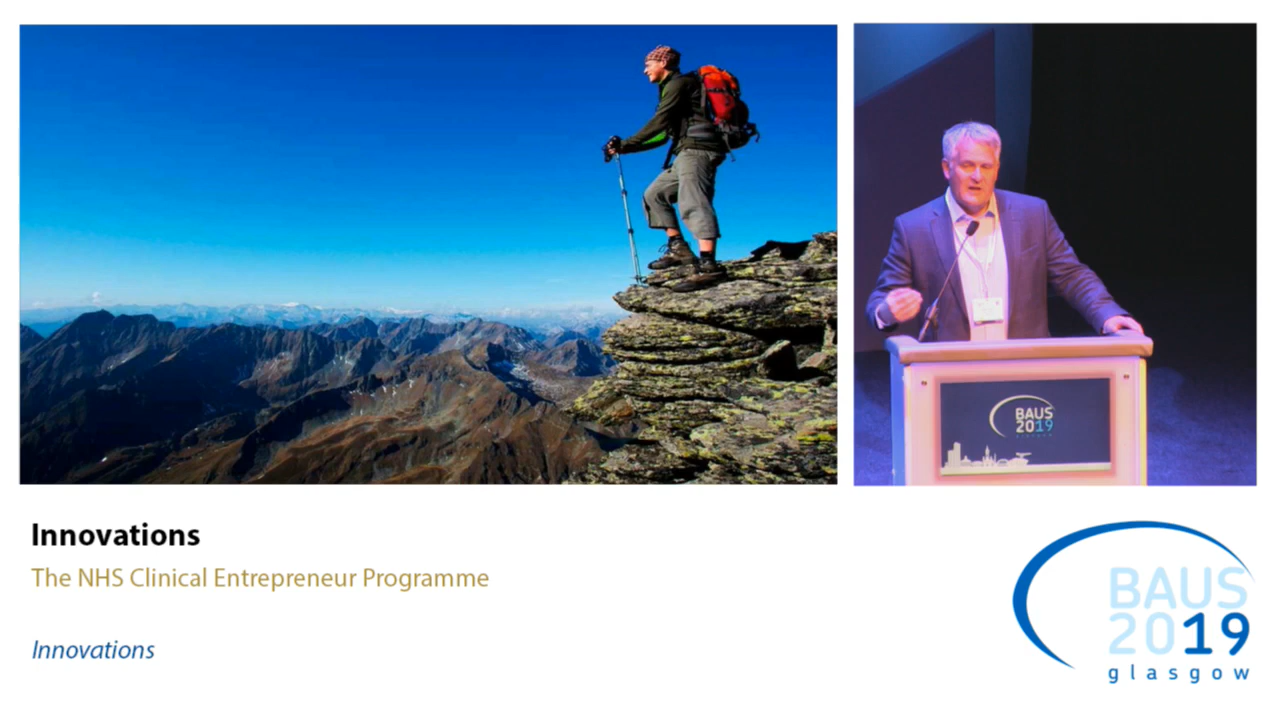 BAUS
2019
Innovations
The NHS Clinical Entrepreneur Programme
Innovations
BAUS
2019
glasgow